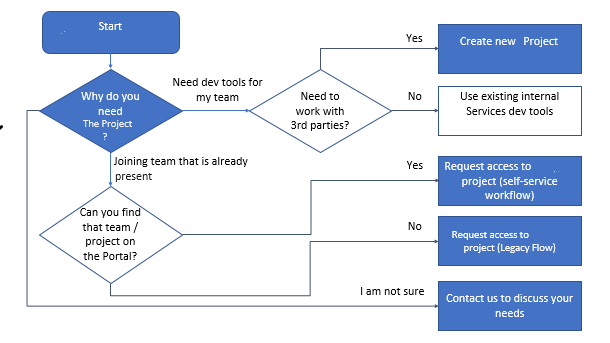 Start
Yes
Create new Project
Why do you
need
The Project
?
Need dev tools for
my team
Need to
work with
3rd parties?
No
Use existing internal
Services dev tools
Joining team that is already
present
Yes
Request access to
project (self-service
workflow)
Can you find
that team /
project on
the Portal?
No
Request access to
project (Legacy Flow)
I am not sure
Contact us to discuss your
needs